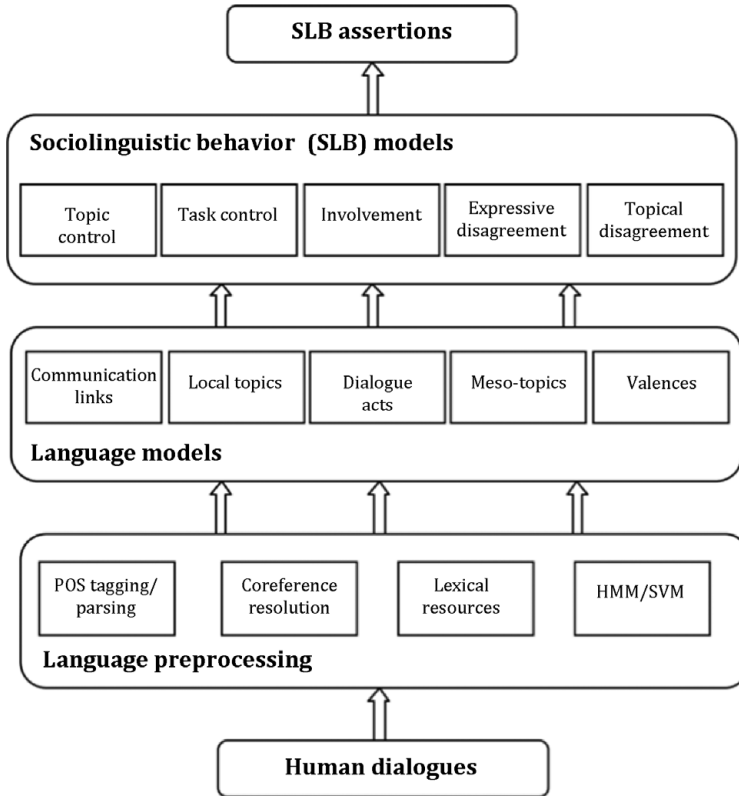 SLB assertions
Sociolinguistic behavior (SLB) models
Topic
control
Task control
Involvement
Expressive
disagreement
Topical
disagreement
Communication
links
Local topics
Dialogue
acts
Meso-topics
Valences
Language models
POS tagging/
parsing
Coreference
resolution
Lexical
resources
HMM/SVM
Language preprocessing
Human dialogues